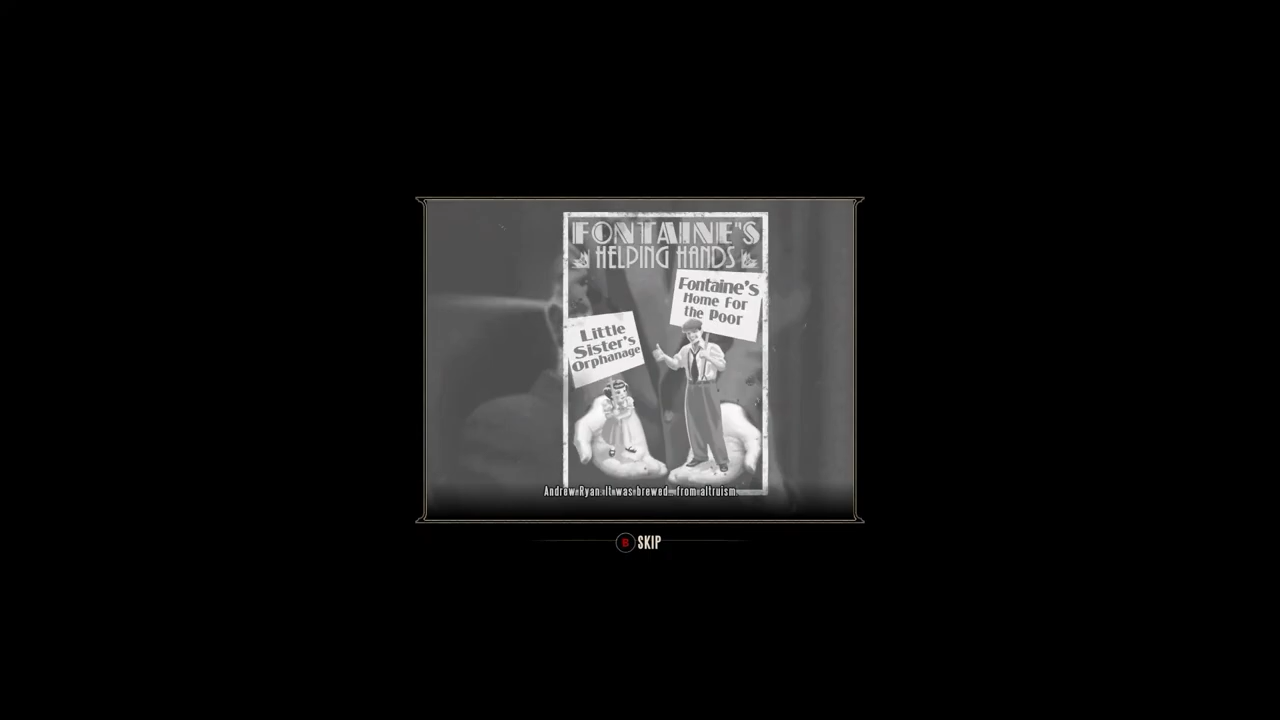 FONTAINE'S
HELPING HANDS
Fontaine's
Home For
the Poor
Little
Sister's
Orphanage
Andrew Ryan. It was brewed... from altruism.
B SKIP